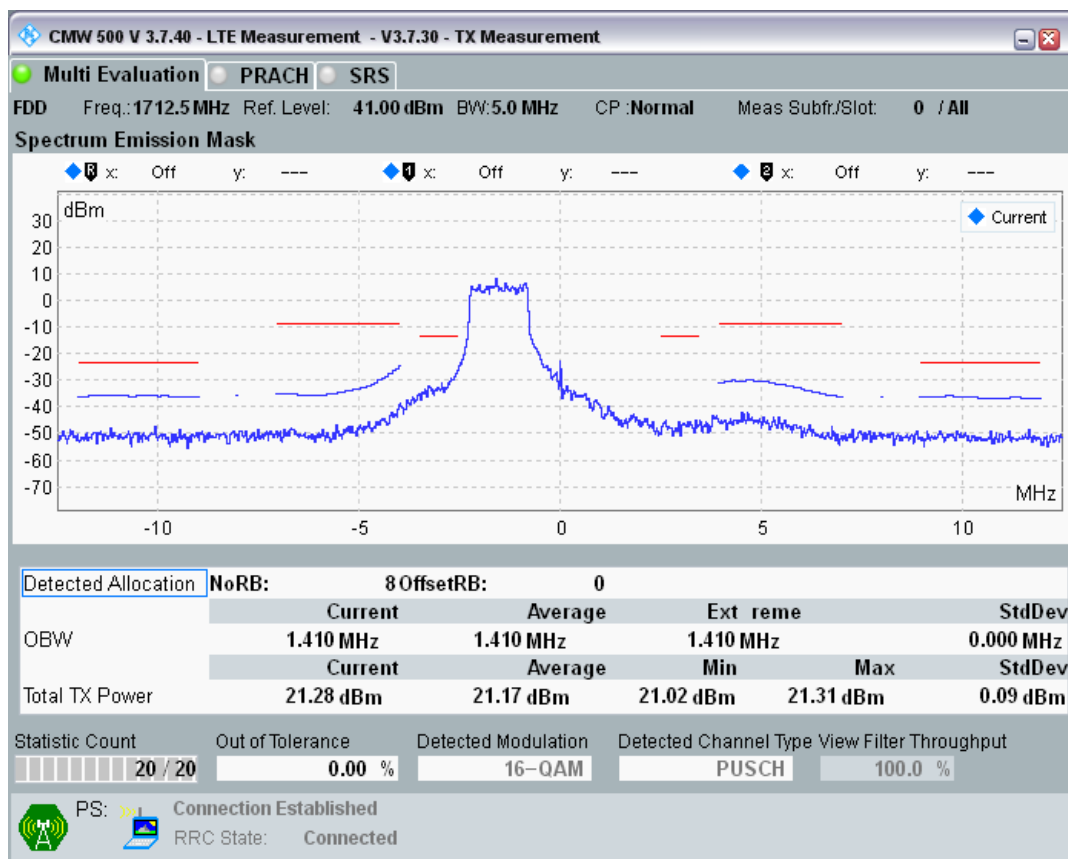 CMW 500 V 3.7.40 - LTE Measurement - V3.7.30 - TX Measurement
Multi Evaluation PRACH SRS
FDD Freq.: 1712.5 MHz Ref. Level: 41.00 dBm BW: 5.0 MHz CP : Normal Meas Subfr./Slot: 0 / All
Spectrum Emission Mask
R x: Off y: --- 1 x: Off y: --- 2 x: Off y: ---
dBm
Current
30
20
10
0
-10
-20
-30
-40
-50
-60
-70
MHz
-10 -5 0 5 10
Detected Allocation NoRB: 8 OffsetRB: 0
Current Average Ext reme StdDev
OBW 1.410 MHz 1.410 MHz 1.410 MHz 0.000 MHz
Current Average Min Max StdDev
Total TX Power 21.28 dBm 21.17 dBm 21.02 dBm 21.31 dBm 0.09 dBm
Statistic Count Out of Tolerance Detected Modulation Detected Channel Type View Filter Throughput
20 / 20 0.00 % 16-QAM PUSCH 100.0 %
PS: Connection Established
RRC State: Connected